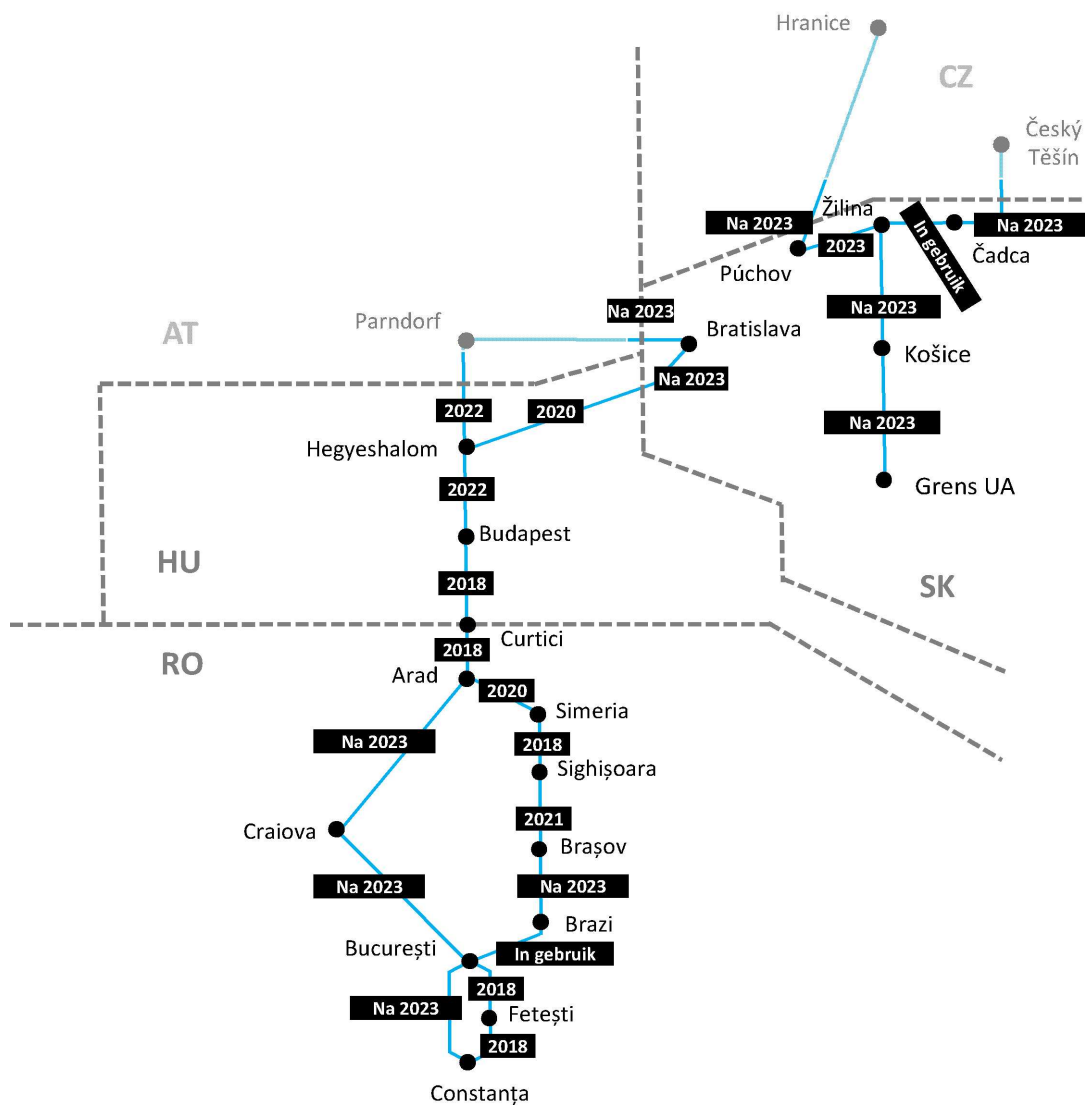 Hranice
CZ
Český
Těšín
Na 2023
Žilina
In gebruik
Na 2023
2023
Púchov
Čadca
Na 2023
Na 2023
Parndorf
Bratislava
AT
Košice
Na 2023
2022
2020
Na 2023
Hegyeshalom
2022
Grens UA
Budapest
HU
2018
SK
Curtici
RO
2018
Arad
2020
Simeria
Na 2023
2018
Sighișoara
2021
Craiova
Brașov
Na 2023
Na 2023
Brazi
București
In gebruik
2018
Na 2023
Fetești
2018
Constanța